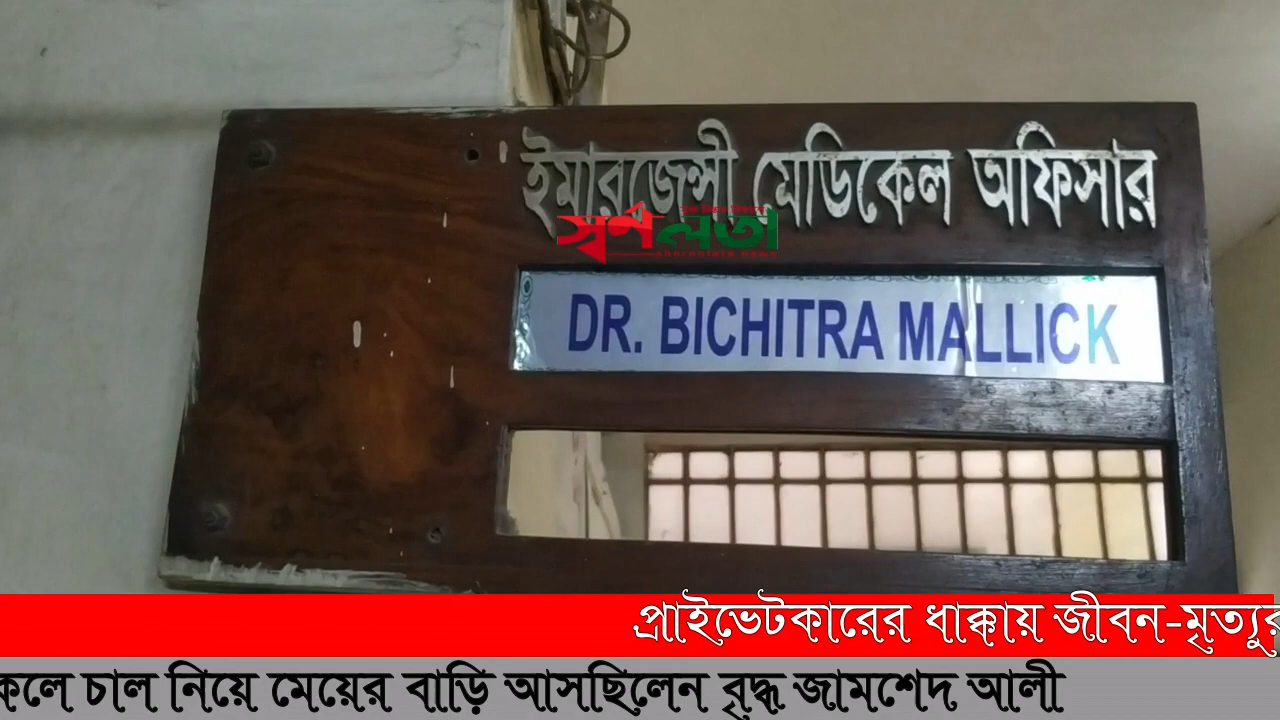 ইমারজেন্সী মেডিকেল অফিসার
স্বর্ণলতা
DR. BICHITRA MALLICK
প্রাইভেটকারের ধাক্কায় জীবন-মৃত্যুর
কলে চাল নিয়ে মেয়ের বাড়ি আসছিলেন বৃদ্ধ জামশেদ আলী